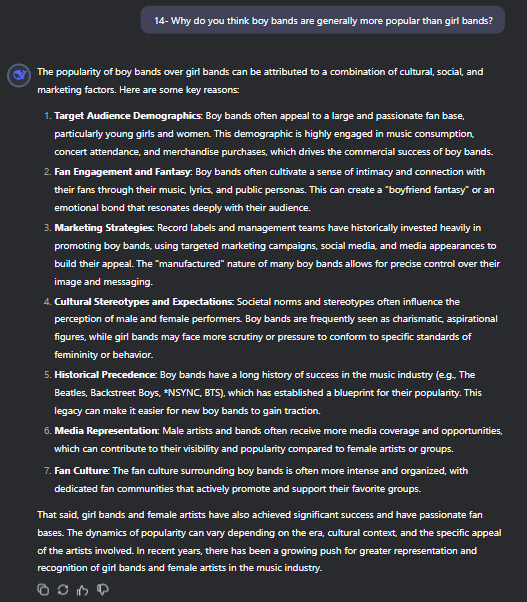 14- Why do you think boy bands are generally more popular than girl bands?
The popularity of boy bands over girl bands can be attributed to a combination of cultural, social, and
marketing factors. Here are some key reasons:
1. Target Audience Demographics: Boy bands often appeal to a large and passionate fan base,
particularly young girls and women. This demographic is highly engaged in music consumption,
concert attendance, and merchandise purchases, which drives the commercial success of boy bands.
2. Fan Engagement and Fantasy: Boy bands often cultivate a sense of intimacy and connection with
their fans through their music, lyrics, and public personas. This can create a "boyfriend fantasy" or an
emotional bond that resonates deeply with their audience.
3. Marketing Strategies: Record labels and management teams have historically invested heavily in
promoting boy bands, using targeted marketing campaigns, social media, and media appearances to
build their appeal. The "manufactured" nature of many boy bands allows for precise control over their
image and messaging.
4. Cultural Stereotypes and Expectations: Societal norms and stereotypes often influence the
perception of male and female performers. Boy bands are frequently seen as charismatic, aspirational
figures, while girl bands may face more scrutiny or pressure to conform to specific standards of
femininity or behavior.
5. Historical Precedence: Boy bands have a long history of success in the music industry (e.g., The
Beatles, Backstreet Boys, *NSYNC, BTS), which has established a blueprint for their popularity. This
legacy can make it easier for new boy bands to gain traction.
6. Media Representation: Male artists and bands often receive more media coverage and opportunities,
which can contribute to their visibility and popularity compared to female artists or groups.
7. Fan Culture: The fan culture surrounding boy bands is often more intense and organized, with
dedicated fan communities that actively promote and support their favorite groups.
That said, girl bands and female artists have also achieved significant success and have passionate fan
bases. The dynamics of popularity can vary depending on the era, cultural context, and the specific appeal
of the artists involved. In recent years, there has been a growing push for greater representation and
recognition of girl bands and female artists in the music industry.